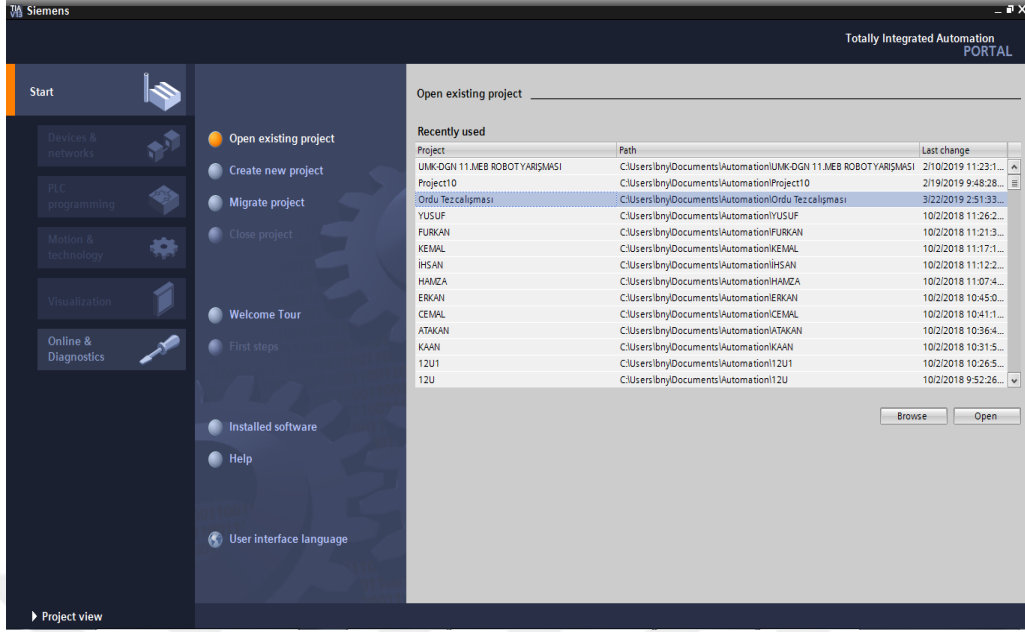 TIA V13 Siemens
Totally Integrated Automation
PORTAL
Start
Devices &
networks
PLC
programming
Motion &
technology
Visualization
Online &
Diagnostics
Open existing project
Create new project
Migrate project
Close project
Welcome Tour
First steps
Installed software
Help
User interface language
Open existing project
Recently used
Project Path Last change
UMK-DGN 11.MEB ROBOT YARIŞMASI C:\Users\bny\Documents\Automation\UMK-DGN 11.MEB ROBOT YARIŞMASI 2/10/2019 11:23:1...
Project10 C:\Users\bny\Documents\Automation\Project10 2/19/2019 9:48:28...
Ordu Tez calışması C:\Users\bny\Documents\Automation\Ordu Tez calışması 3/22/2019 2:51:33...
YUSUF C:\Users\bny\Documents\Automation\YUSUF 10/2/2018 11:26:2...
FURKAN C:\Users\bny\Documents\Automation\FURKAN 10/2/2018 11:21:3...
KEMAL C:\Users\bny\Documents\Automation\KEMAL 10/2/2018 11:17:1...
İHSAN C:\Users\bny\Documents\Automation\İHSAN 10/2/2018 11:12:2...
HAMZA C:\Users\bny\Documents\Automation\HAMZA 10/2/2018 11:07:4...
ERKAN C:\Users\bny\Documents\Automation\ERKAN 10/2/2018 10:45:0...
CEMAL C:\Users\bny\Documents\Automation\CEMAL 10/2/2018 10:41:1...
ATAKAN C:\Users\bny\Documents\Automation\ATAKAN 10/2/2018 10:36:4...
KAAN C:\Users\bny\Documents\Automation\KAAN 10/2/2018 10:31:5...
12U1 C:\Users\bny\Documents\Automation\12U1 10/2/2018 10:26:5...
12U C:\Users\bny\Documents\Automation\12U 10/2/2018 9:52:26...
Browse Open
Project view